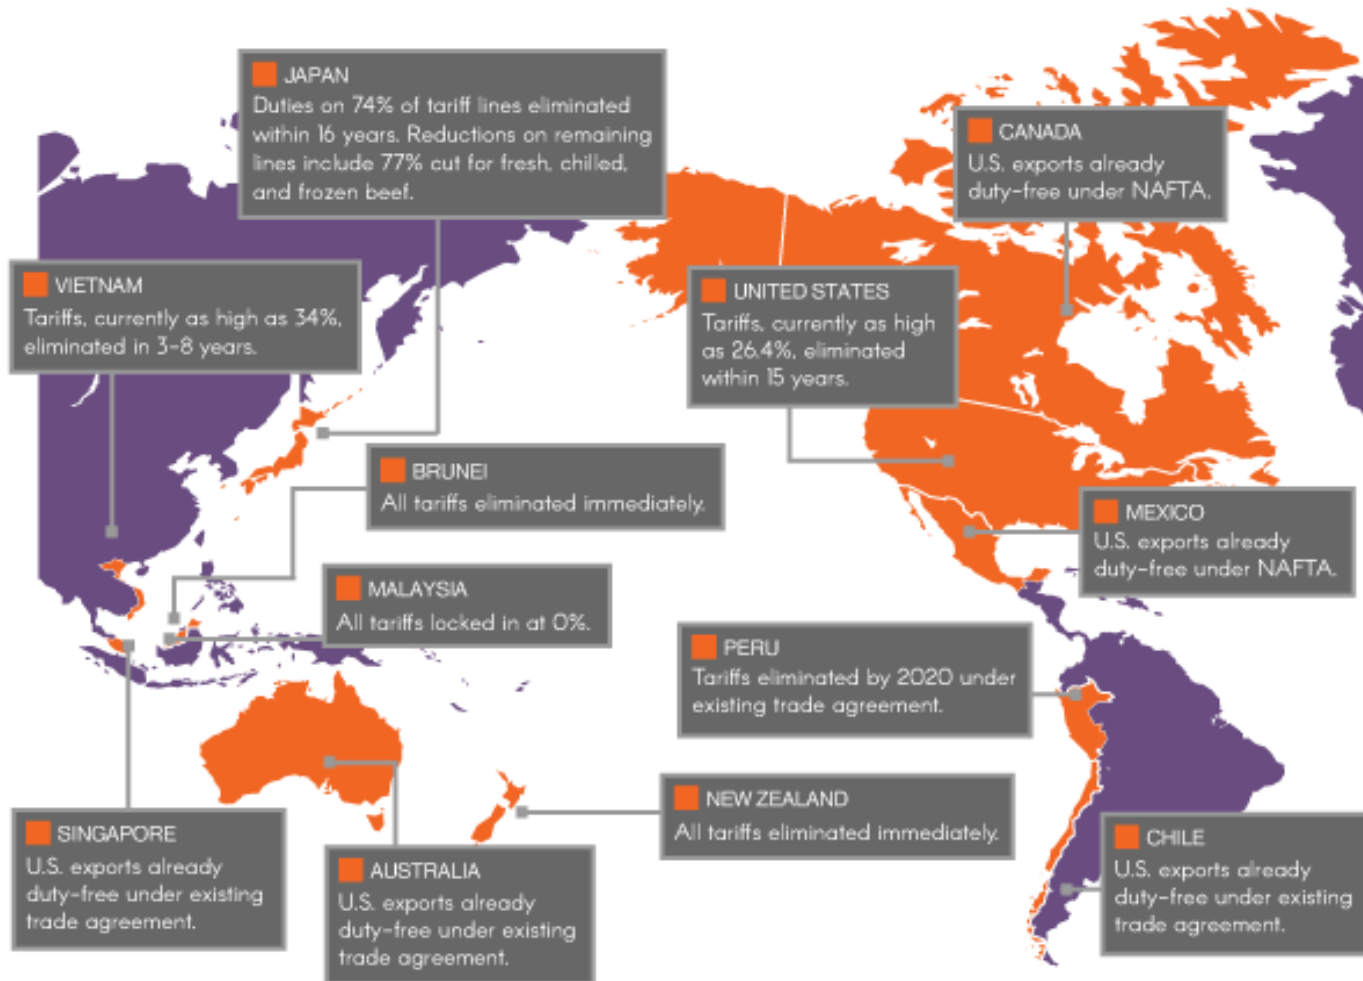 JAPAN
Duties on 74% of tariff lines eliminated
within 16 years. Reductions on remaining
lines include 77% cut for fresh, chilled,
and frozen beef.
CANADA
U.S. exports already
duty-free under NAFTA.
VIETNAM
Tariffs, currently as high as 34%,
eliminated in 3-8 years.
UNITED STATES
Tariffs, currently as high
as 26.4%, eliminated
within 15 years.
BRUNEI
All tariffs eliminated immediately.
MEXICO
U.S. exports already
duty-free under NAFTA.
MALAYSIA
All tariffs locked in at 0%.
PERU
Tariffs eliminated by 2020 under
existing trade agreement.
NEW ZEALAND
All tariffs eliminated immediately.
SINGAPORE
U.S. exports already
duty-free under existing
trade agreement.
AUSTRALIA
U.S. exports already
duty-free under existing
trade agreement.
CHILE
U.S. exports already
duty-free under existing
trade agreement.